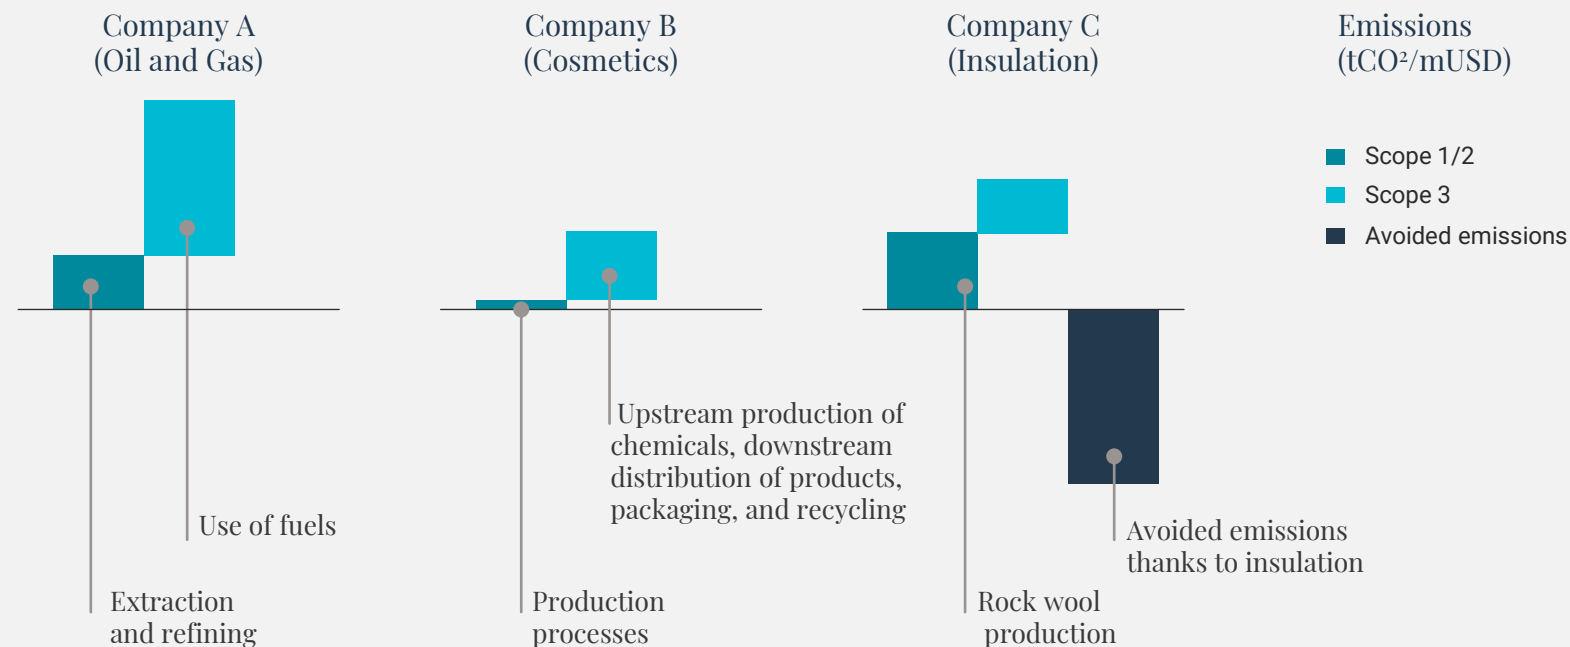 Company A
(Oil and Gas)
Company B
(Cosmetics)
Company C
(Insulation)
Emissions
(tCO²/mUSD)
Scope 1/2
Scope 3
Avoided emissions
Upstream production of
chemicals, downstream
distribution of products,
packaging, and recycling
Use of fuels
Avoided emissions
thanks to insulation
Extraction
and refining
Production
processes
Rock wool
production